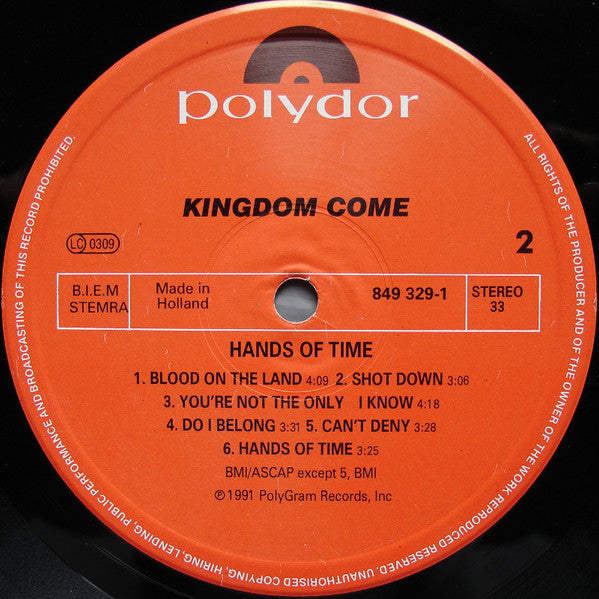 polydor
KINGDOM COME
LC 0309
2
B.I.E.M
STEMRA
Made in
Holland
849 329-1
STEREO
33
HANDS OF TIME
1. BLOOD ON THE LAND 4:09 2. SHOT DOWN 3:06
3. YOU'RE NOT THE ONLY I KNOW 4:18
4. DO I BELONG 3:31 5. CAN'T DENY 3:28
6. HANDS OF TIME 3:25
BMI/ASCAP except 5, BMI
℗1991 PolyGram Records, Inc
ALL RIGHTS OF THE PRODUCER AND OF THE OWNER OF THE WORK REPRODUCED RESERVED. UNAUTHORISED COPYING, HIRING, LENDING, PUBLIC PERFORMANCE AND BROADCASTING OF THIS RECORD PROHIBITED.